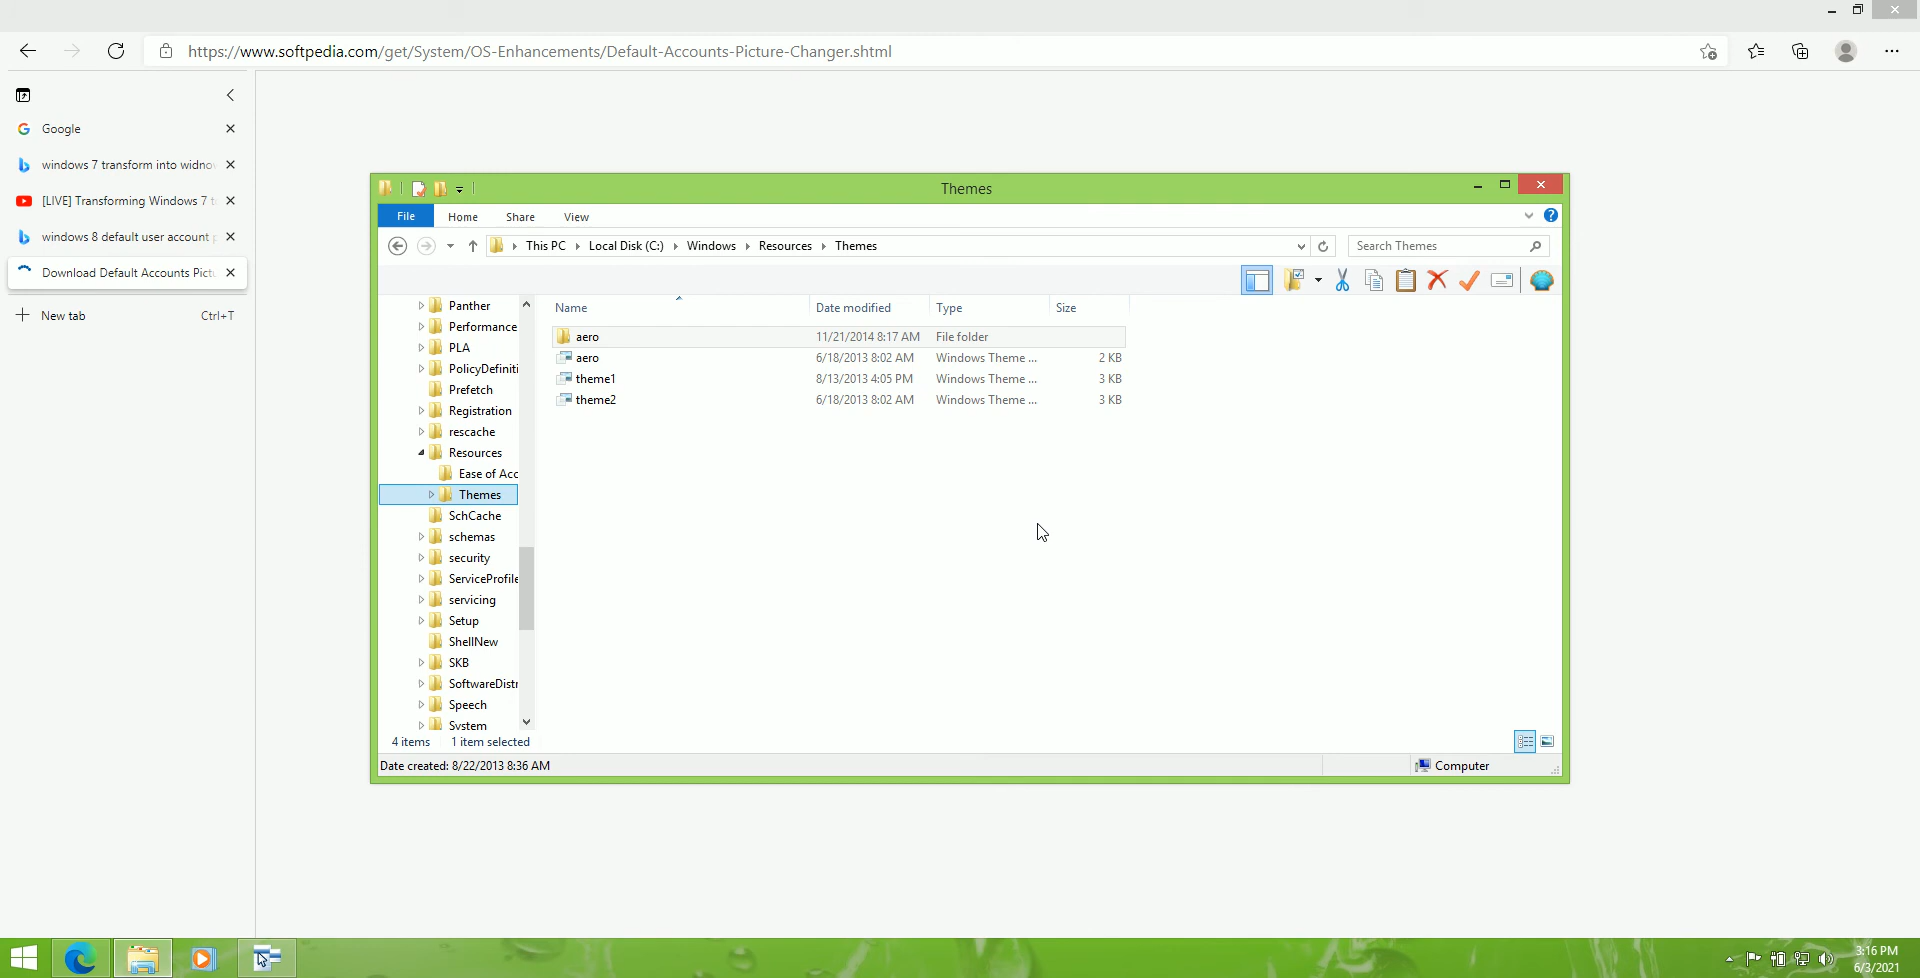 https://www.softpedia.com/get/System/OS-Enhancements/Default-Accounts-Picture-Changer.shtml
Google
windows 7 transform into widnow
[LIVE] Transforming Windows 7 t
windows 8 default user account p
Download Default Accounts Pictu
New tab Ctrl+T
Themes
File Home Share View
This PC Local Disk (C:) Windows Resources Themes
Search Themes
Panther
Performance
PLA
PolicyDefiniti
Prefetch
Registration
rescache
Resources
Ease of Acc
Themes
SchCache
schemas
security
ServiceProfile
servicing
Setup
ShellNew
SKB
SoftwareDistr
Speech
System
Name Date modified Type Size
aero 11/21/2014 8:17 AM File folder
aero 6/18/2013 8:02 AM Windows Theme ... 2 KB
theme1 8/13/2013 4:05 PM Windows Theme ... 3 KB
theme2 6/18/2013 8:02 AM Windows Theme ... 3 KB
4 items 1 item selected
Date created: 8/22/2013 8:36 AM
Computer
3:16 PM
6/3/2021